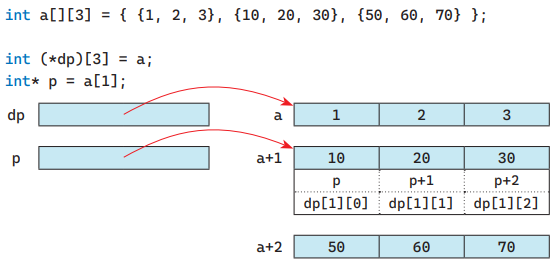 int a[][3] = { {1, 2, 3}, {10, 20, 30}, {50, 60, 70} };
int (*dp)[3] = a;
int* p = a[1];
dp a 1 2 3
p a+1 10 20 30
p p+1 p+2
dp[1][0] dp[1][1] dp[1][2]
a+2 50 60 70